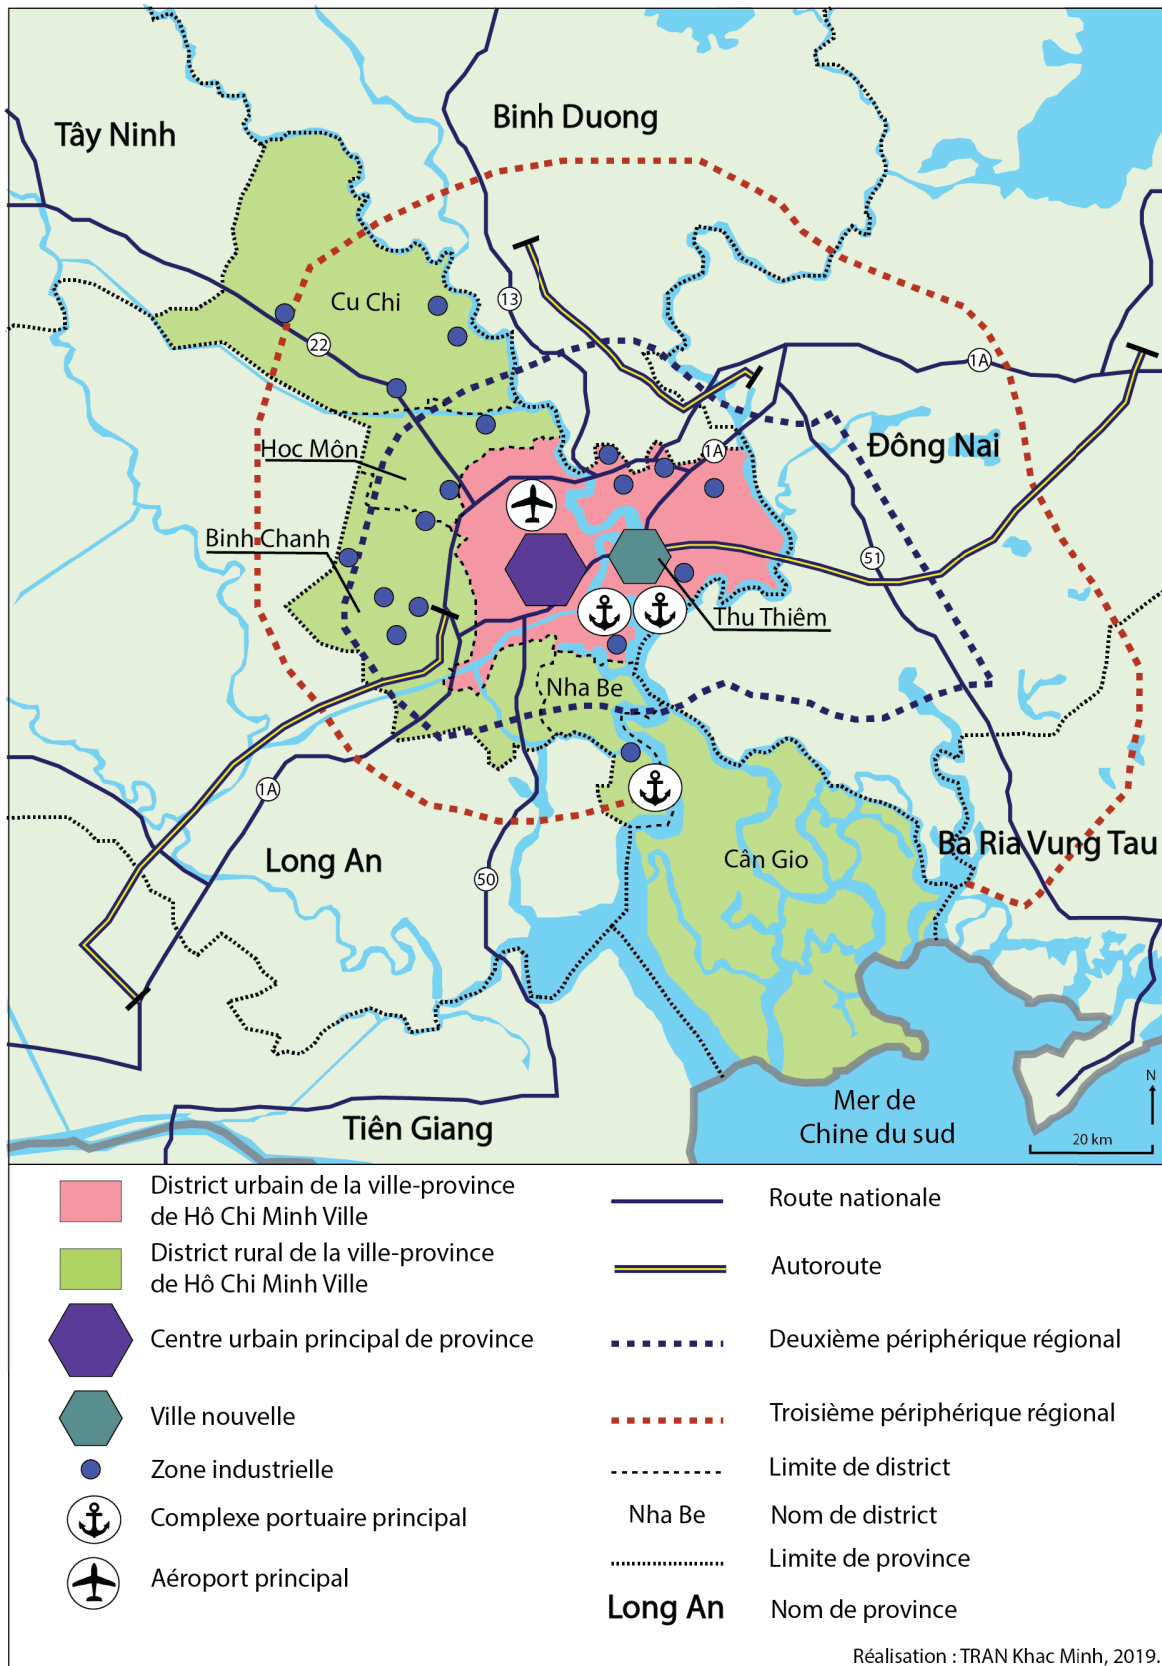 Binh Duong
Tây Ninh
Cu Chi
13
22
1A
Hoc Môn
1A
Đông Nai
Binh Chanh
51
Thu Thiêm
Nha Be
1A
Long An
50
Cân Gio
Ba Ria Vung Tau
Mer de
Chine du sud
N
20 km
Tiên Giang
District urbain de la ville-province
de Hô Chi Minh Ville
District rural de la ville-province
de Hô Chi Minh Ville
Centre urbain principal de province
Ville nouvelle
Zone industrielle
Complexe portuaire principal
Aéroport principal
Route nationale
Autoroute
Deuxième périphérique régional
Troisième périphérique régional
Limite de district
Nha Be
Nom de district
Limite de province
Long An
Nom de province
Réalisation : TRAN Khac Minh, 2019.